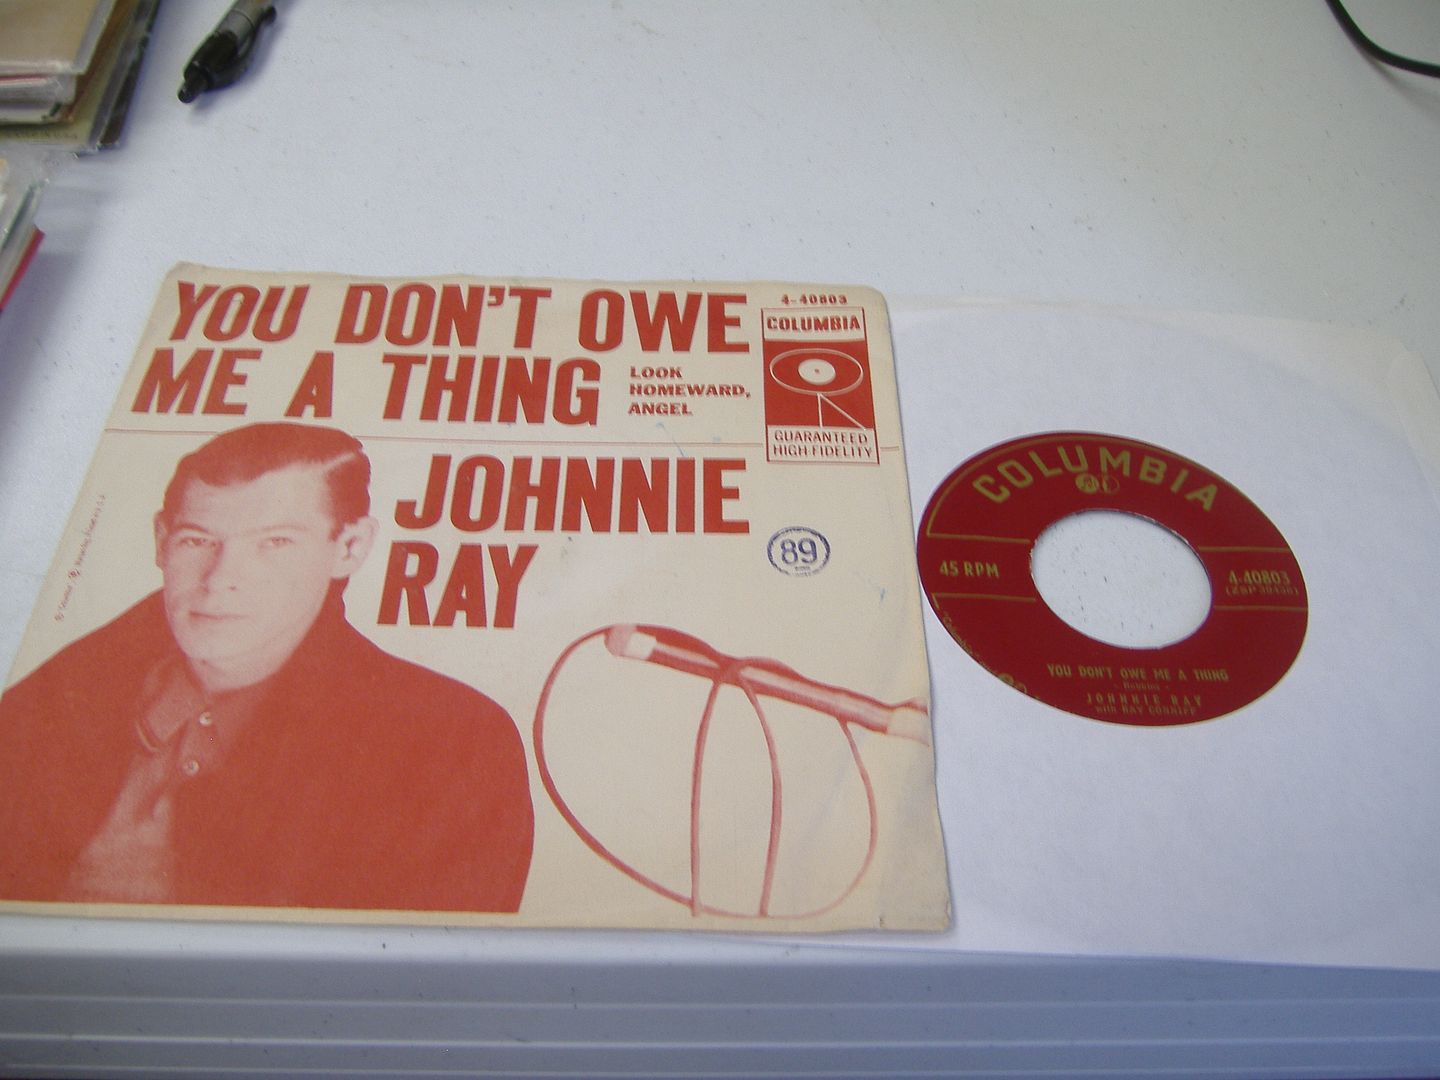 YOU DON'T OWE
ME A THING
LOOK
HOMEWARD,
ANGEL
4-40803
COLUMBIA
GUARANTEED
HIGH-FIDELITY
JOHNNIE
RAY
89
COLUMBIA
45 RPM
4-40803
YOU DON'T OWE ME A THING
JOHNNIE RAY
with RAY CONNIFF